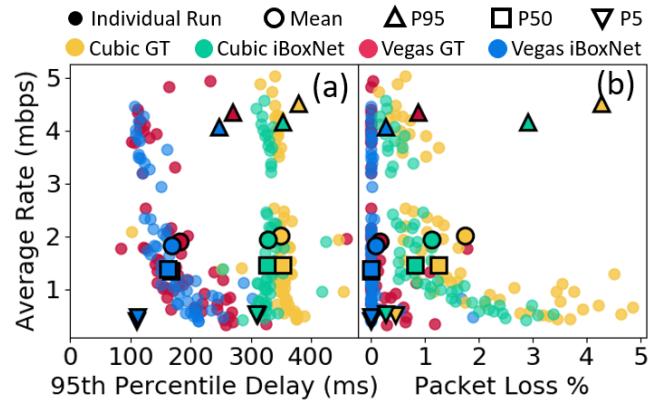 Individual Run Mean P95 P50 P5
Cubic GT Cubic iBoxNet Vegas GT Vegas iBoxNet
(a) (b)
Average Rate (mbps)
5
4
3
2
1
0 100 200 300 400 0 1 2 3 4 5
95th Percentile Delay (ms) Packet Loss %